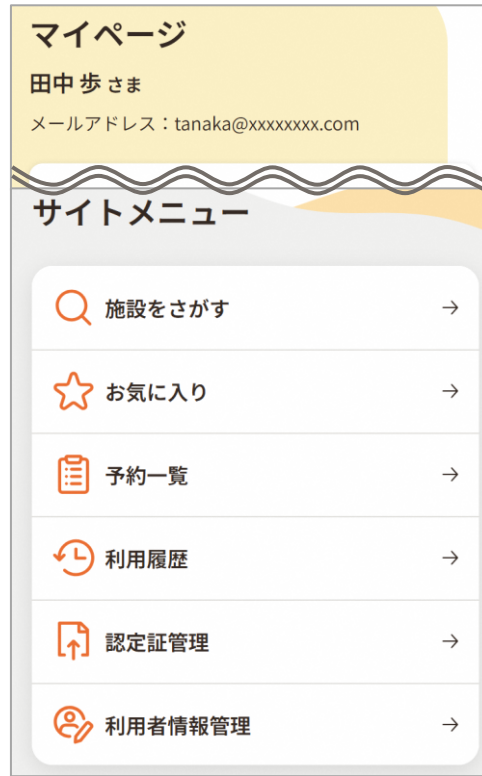 マイページ
田中 歩 さま
メールアドレス：tanaka@xxxxxxxx.com
サイトメニュー
施設をさがす
お気に入り
予約一覧
利用履歴
認定証管理
利用者情報管理